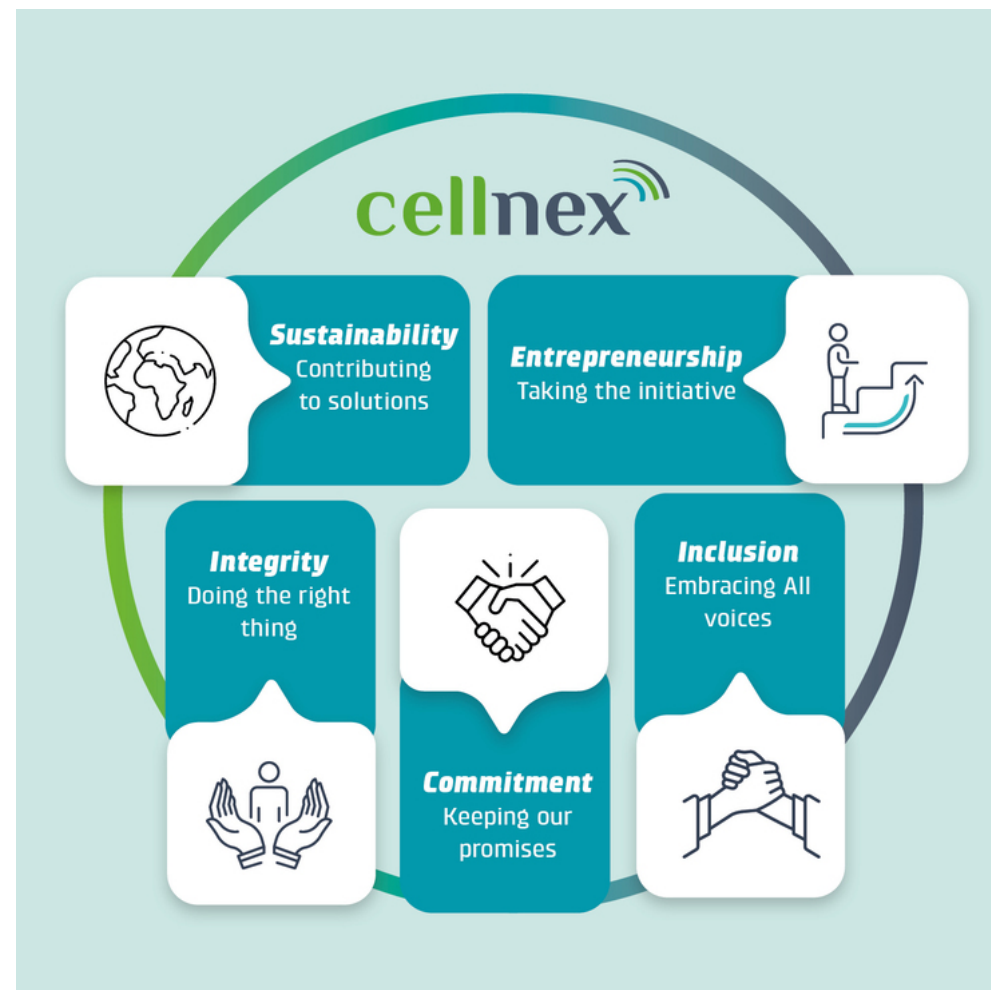 cellnex
Sustainability
Contributing
to solutions
Entrepreneurship
Taking the initiative
Integrity
Doing the right
thing
Commitment
Keeping our
promises
Inclusion
Embracing All
voices